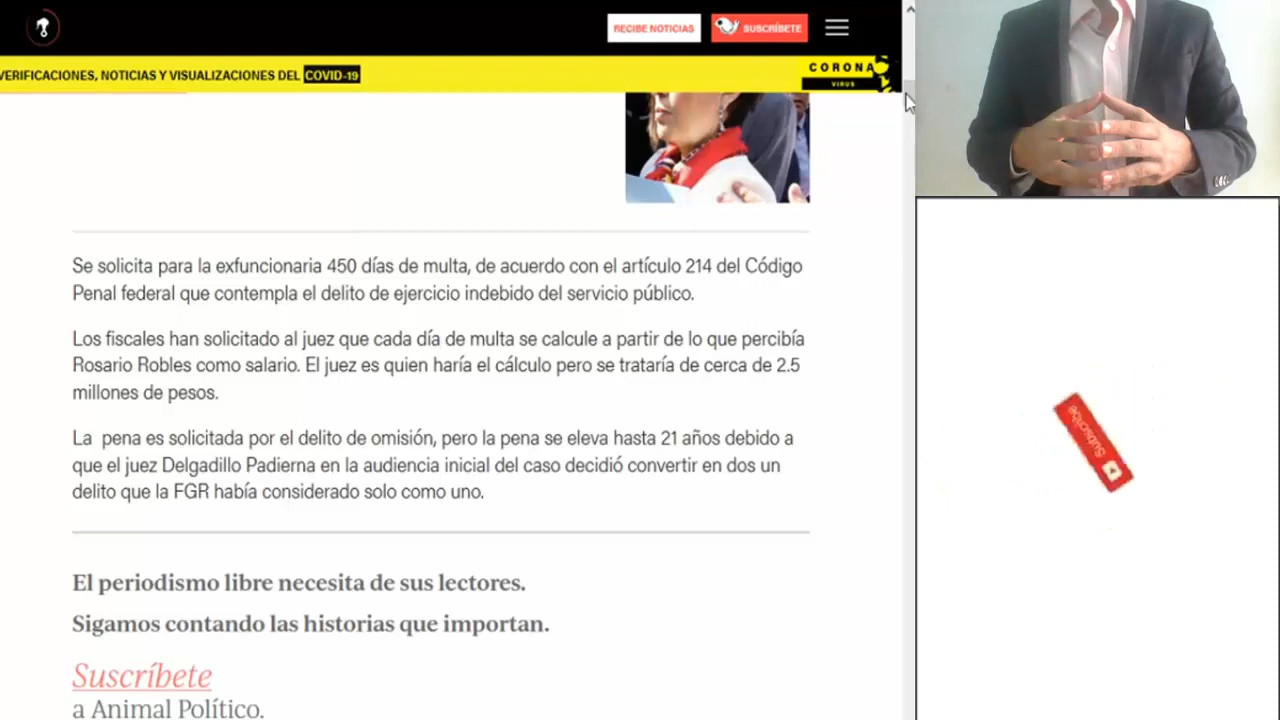 RECIBE NOTICIAS
SUSCRÍBETE
VERIFICACIONES, NOTICIAS Y VISUALIZACIONES DEL COVID-19
CORONA
VIRUS
Se solicita para la exfuncionaria 450 días de multa, de acuerdo con el artículo 214 del Código
Penal federal que contempla el delito de ejercicio indebido del servicio público.
Los fiscales han solicitado al juez que cada día de multa se calcule a partir de lo que percibía
Rosario Robles como salario. El juez es quien haría el cálculo pero se trataría de cerca de 2.5
millones de pesos.
La pena es solicitada por el delito de omisión, pero la pena se eleva hasta 21 años debido a
que el juez Delgadillo Padierna en la audiencia inicial del caso decidió convertir en dos un
delito que la FGR había considerado solo como uno.
El periodismo libre necesita de sus lectores.
Sigamos contando las historias que importan.
Suscríbete
a Animal Político.
Subscribe